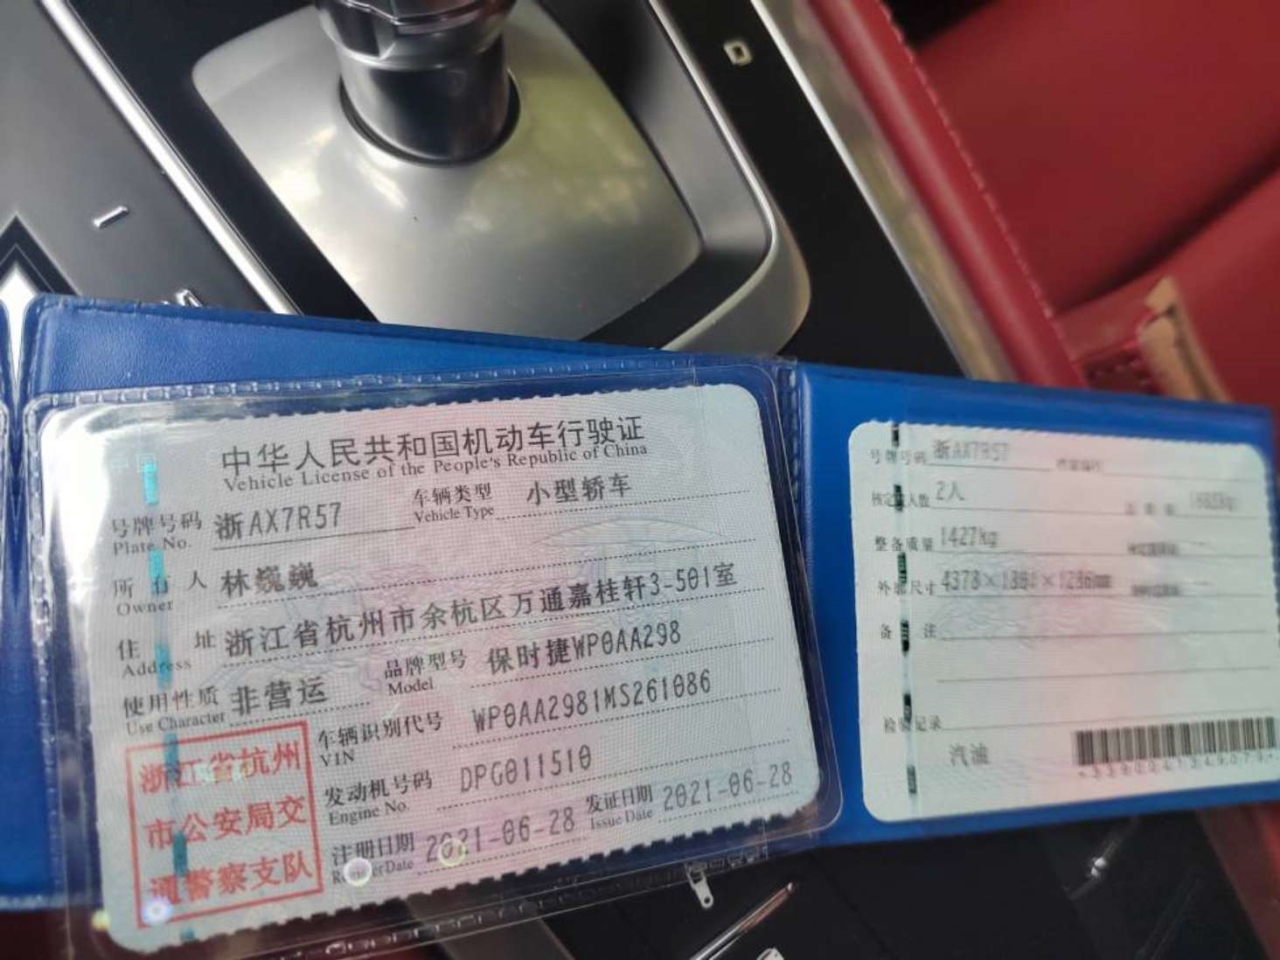 中华人民共和国机动车行驶证
Vehicle License of the People's Republic of China
号牌号码 浙AX7R57 车辆类型 小型轿车
Plate No. Vehicle Type
所有人 林巍巍
Owner
住址 浙江省杭州市余杭区万通嘉桂轩3-501室
Address
使用性质 非营运 品牌型号 保时捷WP0AA298
Use Character Model
浙江省杭州
市公安局交
通警察支队
车辆识别代号 WP0AA2981MS261086
VIN
发动机号码 DPG011510
Engine No.
注册日期 2021-06-28 发证日期 2021-06-28
Register Date Issue Date
号牌号码 浙AX7R57
核定人数 2人
整备质量 1427kg
外廓尺寸 4378×1801×1286mm
备注
检验记录
汽油